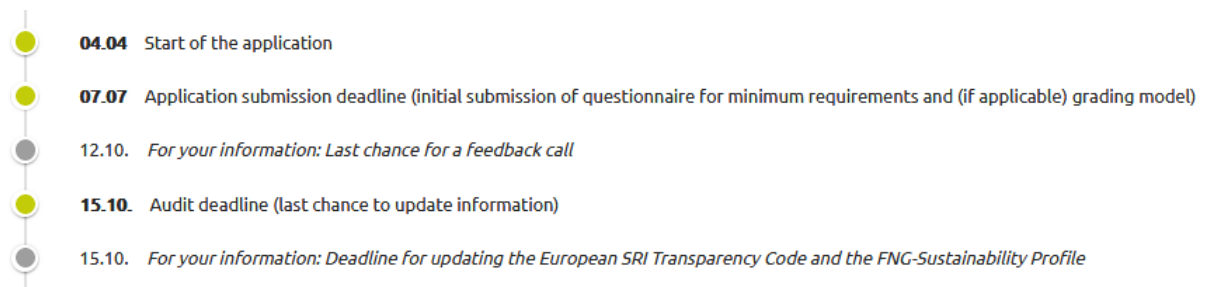 04.04 Start of the application
07.07 Application submission deadline (initial submission of questionnaire for minimum requirements and (if applicable) grading model)
12.10. For your information: Last chance for a feedback call
15.10. Audit deadline (last chance to update information)
15.10. For your information: Deadline for updating the European SRI Transparency Code and the FNG-Sustainability Profile